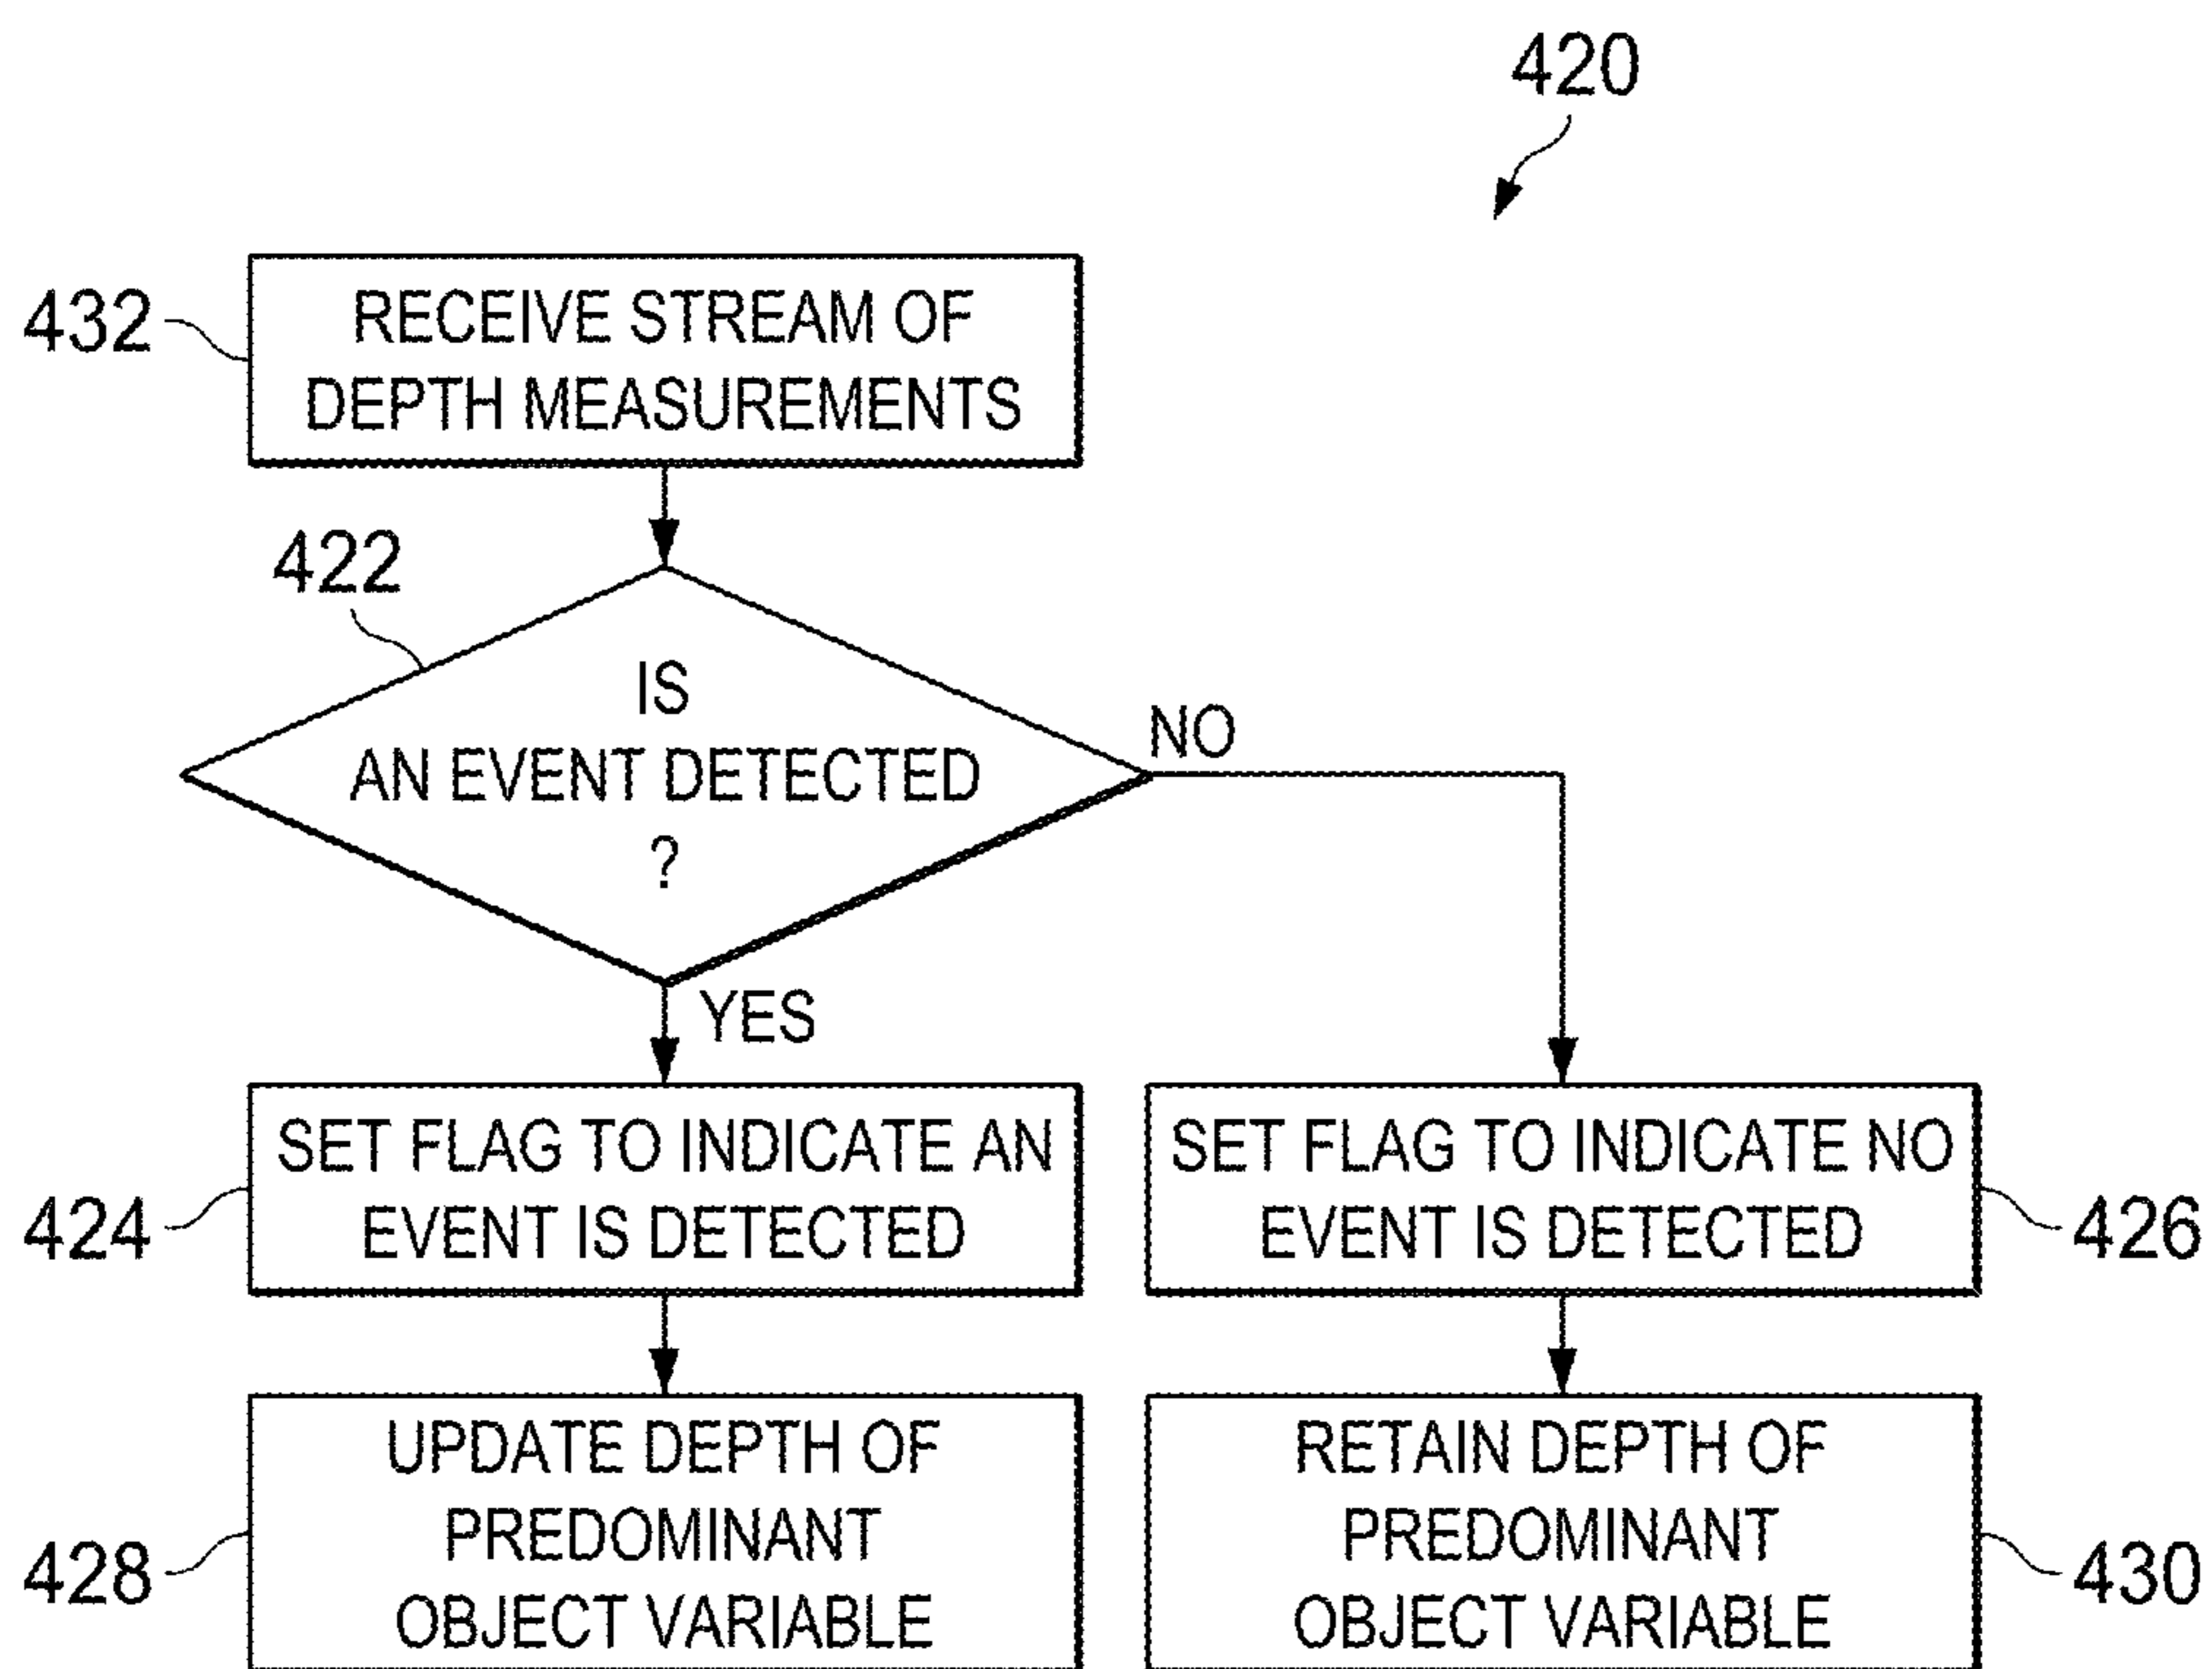 420
432
RECEIVE STREAM OF
DEPTH MEASUREMENTS
422
IS
AN EVENT DETECTED
?
NO
YES
424
SET FLAG TO INDICATE AN
EVENT IS DETECTED
SET FLAG TO INDICATE NO
EVENT IS DETECTED
426
428
UPDATE DEPTH OF
PREDOMINANT
OBJECT VARIABLE
RETAIN DEPTH OF
PREDOMINANT
OBJECT VARIABLE
430